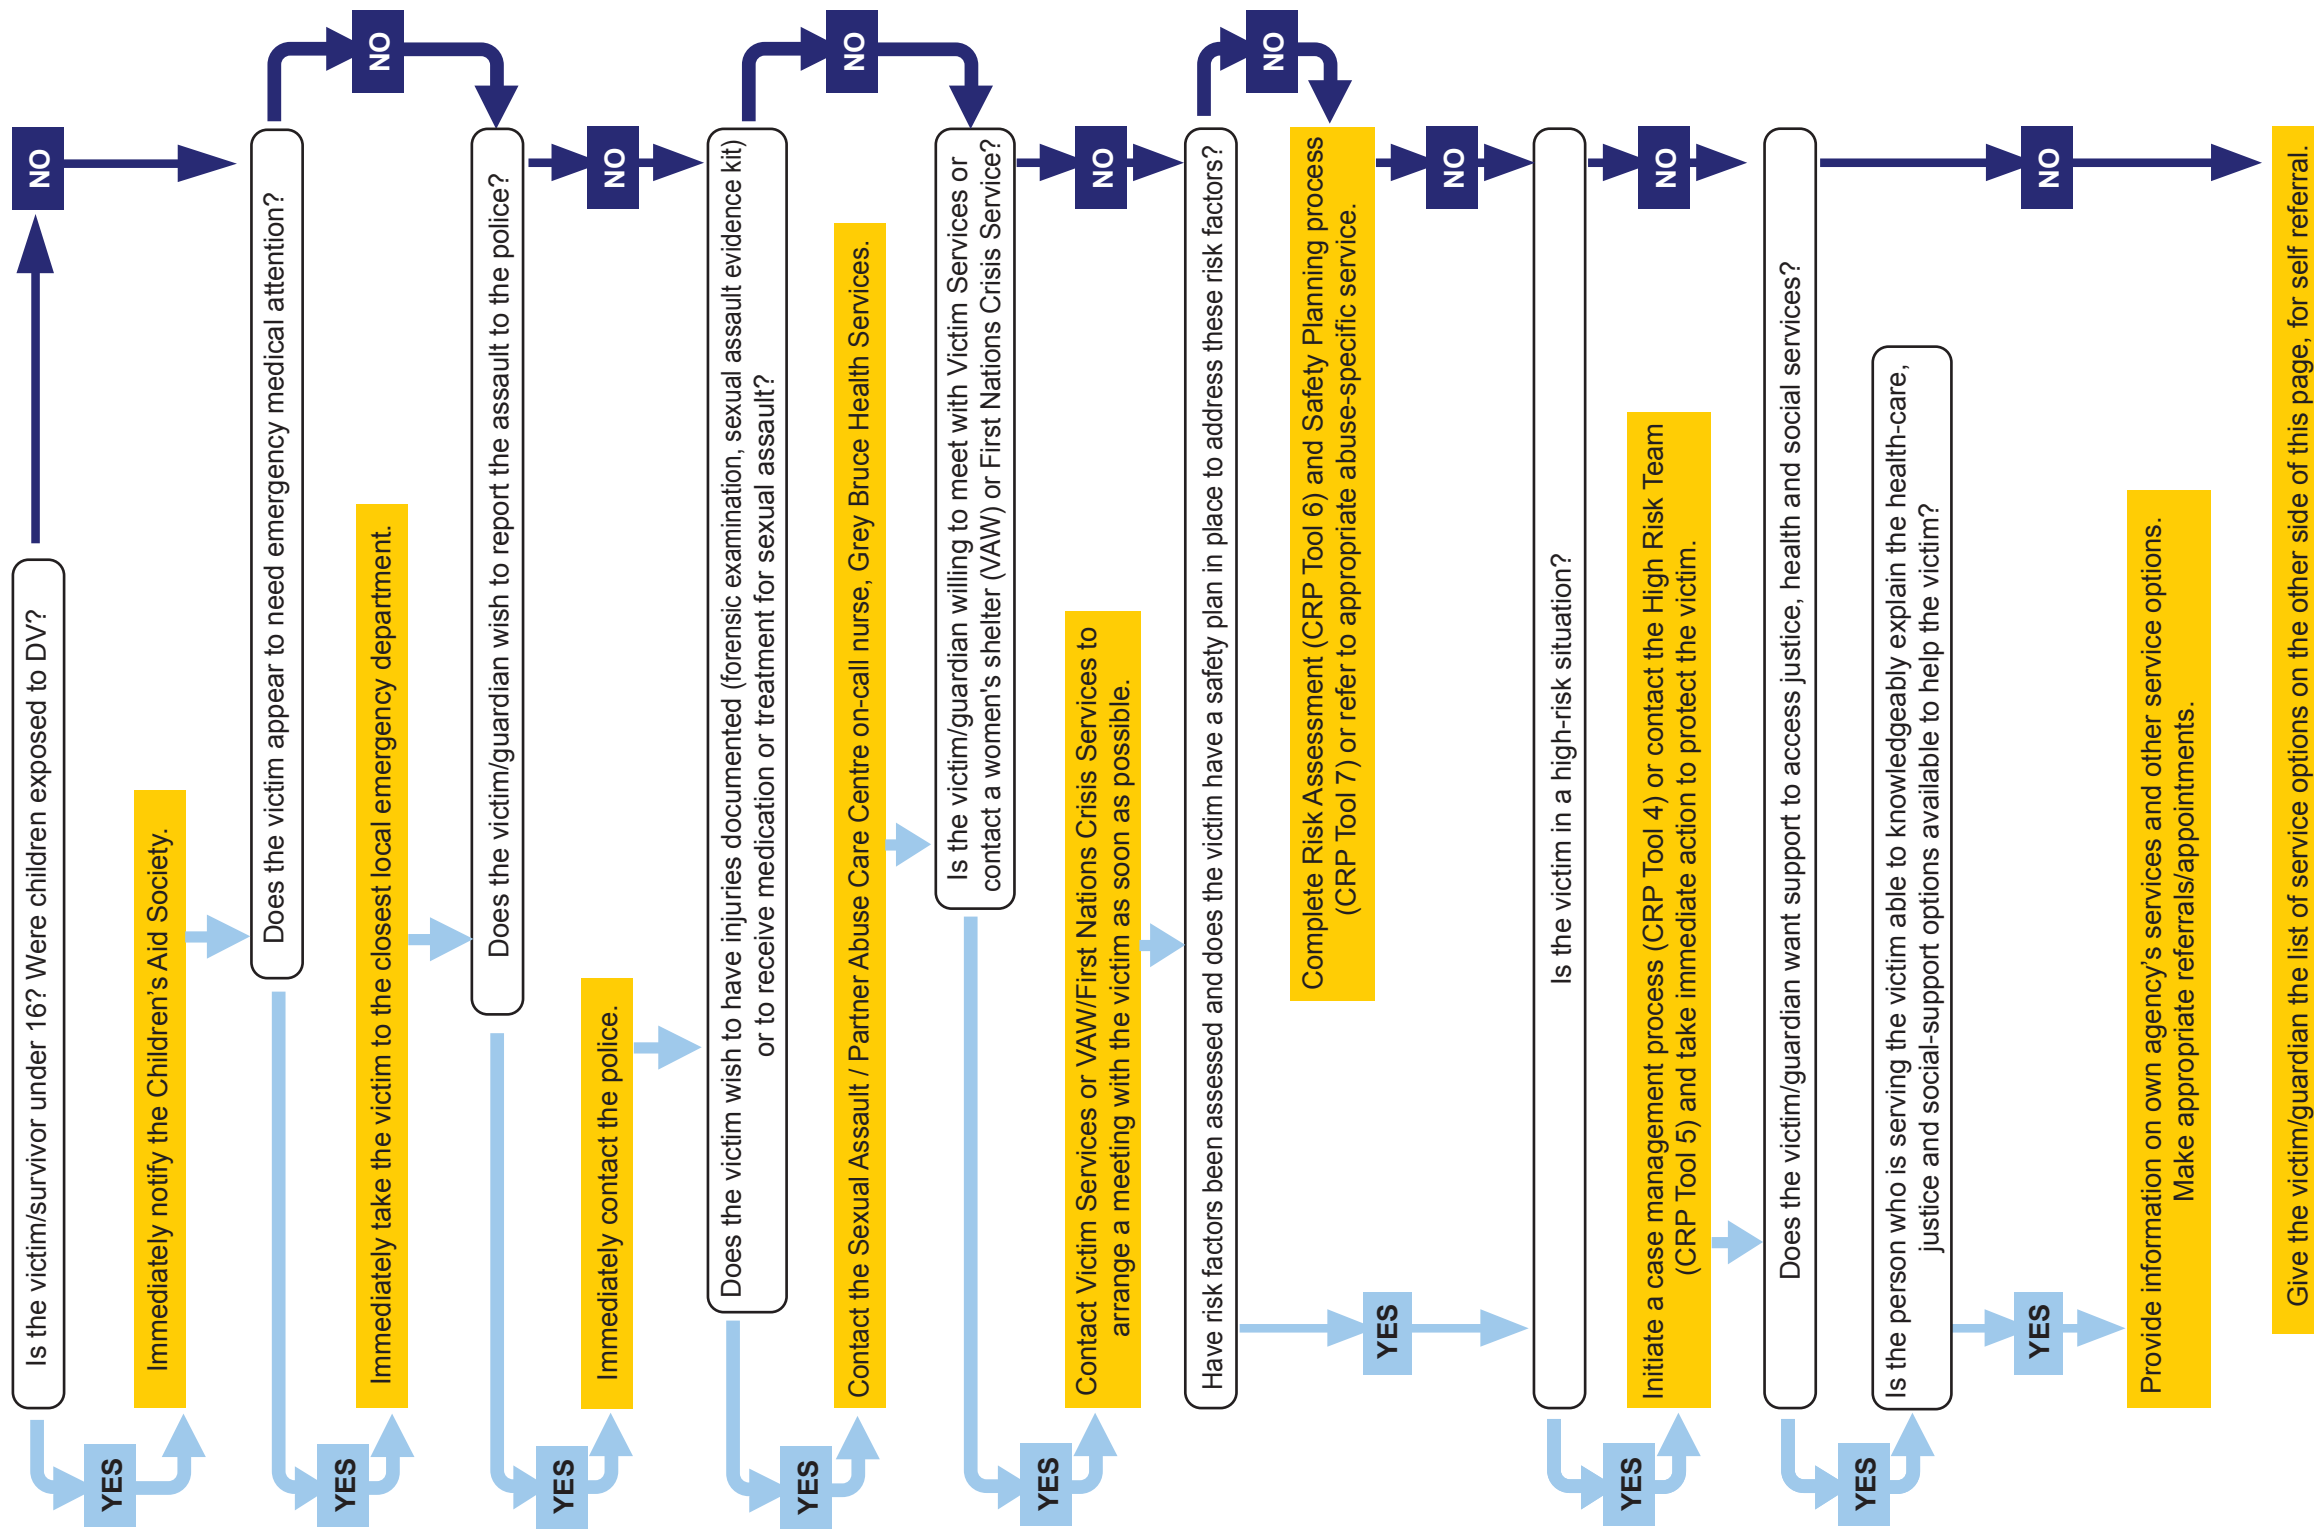 Is the victim/survivor under 16? Were children exposed to DV?
NO
YES
Immediately notify the Children's Aid Society.
Does the victim appear to need emergency medical attention?
NO
YES
Immediately take the victim to the closest local emergency department.
Does the victim/guardian wish to report the assault to the police?
NO
YES
Immediately contact the police.
Does the victim wish to have injuries documented (forensic examination, sexual assault evidence kit)
or to receive medication or treatment for sexual assault?
NO
YES
Contact the Sexual Assault / Partner Abuse Care Centre on-call nurse, Grey Bruce Health Services.
Is the victim/guardian willing to meet with Victim Services or
contact a women's shelter (VAW) or First Nations Crisis Service?
NO
YES
Contact Victim Services or VAW/First Nations Crisis Services to
arrange a meeting with the victim as soon as possible.
Have risk factors been assessed and does the victim have a safety plan in place to address these risk factors?
NO
Complete Risk Assessment (CRP Tool 6) and Safety Planning process
(CRP Tool 7) or refer to appropriate abuse-specific service.
YES
NO
Is the victim in a high-risk situation?
NO
YES
Initiate a case management process (CRP Tool 4) or contact the High Risk Team
(CRP Tool 5) and take immediate action to protect the victim.
Does the victim/guardian want support to access justice, health and social services?
NO
YES
Is the person who is serving the victim able to knowledgeably explain the health-care,
justice and social-support options available to help the victim?
YES
Provide information on own agency's services and other service options.
Make appropriate referrals/appointments.
Give the victim/guardian the list of service options on the other side of this page, for self referral.